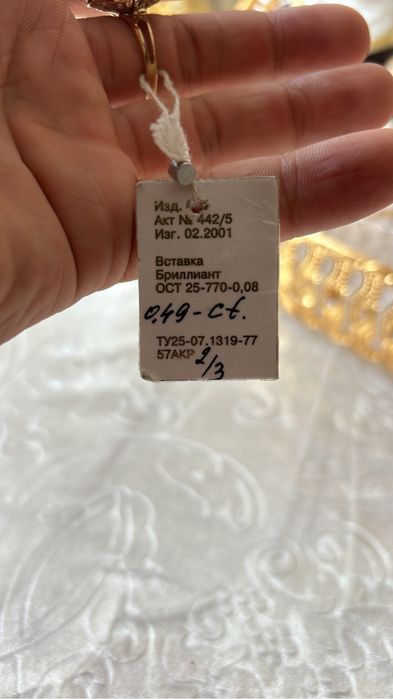 Изд.
Акт № 442/5
Изг. 02.2001
Вставка
Бриллиант
ОСТ 25-770-0,08
0,49-ct.
ТУ25-07.1319-77
57АКР 2/3